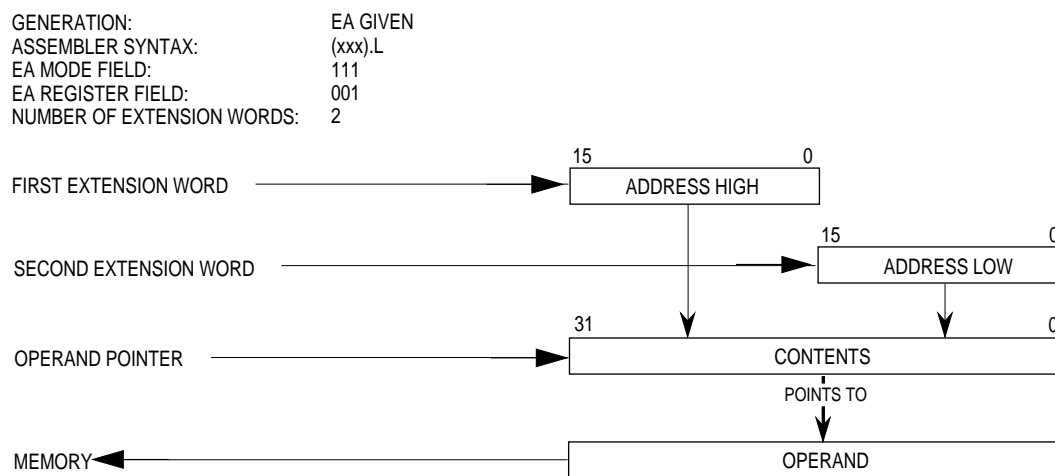 GENERATION: EA GIVEN
ASSEMBLER SYNTAX: (xxx).L
EA MODE FIELD: 111
EA REGISTER FIELD: 001
NUMBER OF EXTENSION WORDS: 2
15 0
FIRST EXTENSION WORD ADDRESS HIGH
15 0
SECOND EXTENSION WORD ADDRESS LOW
31 0
OPERAND POINTER CONTENTS
POINTS TO
MEMORY OPERAND